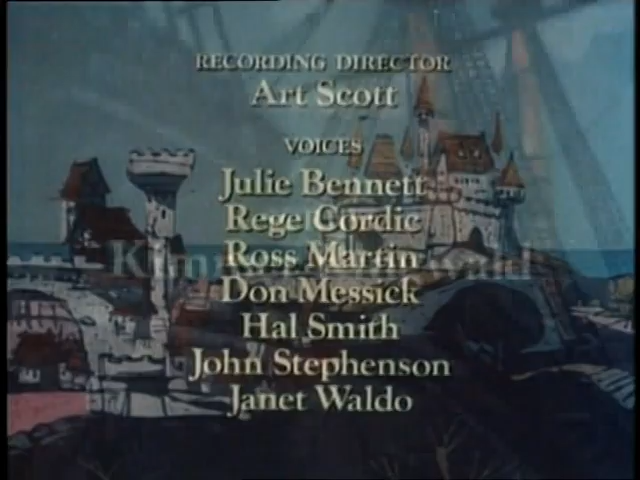 RECORDING DIRECTOR
Art Scott
VOICES
Julie Bennett
Rege Cordic
Ross Martin
Don Messick
Hal Smith
John Stephenson
Janet Waldo